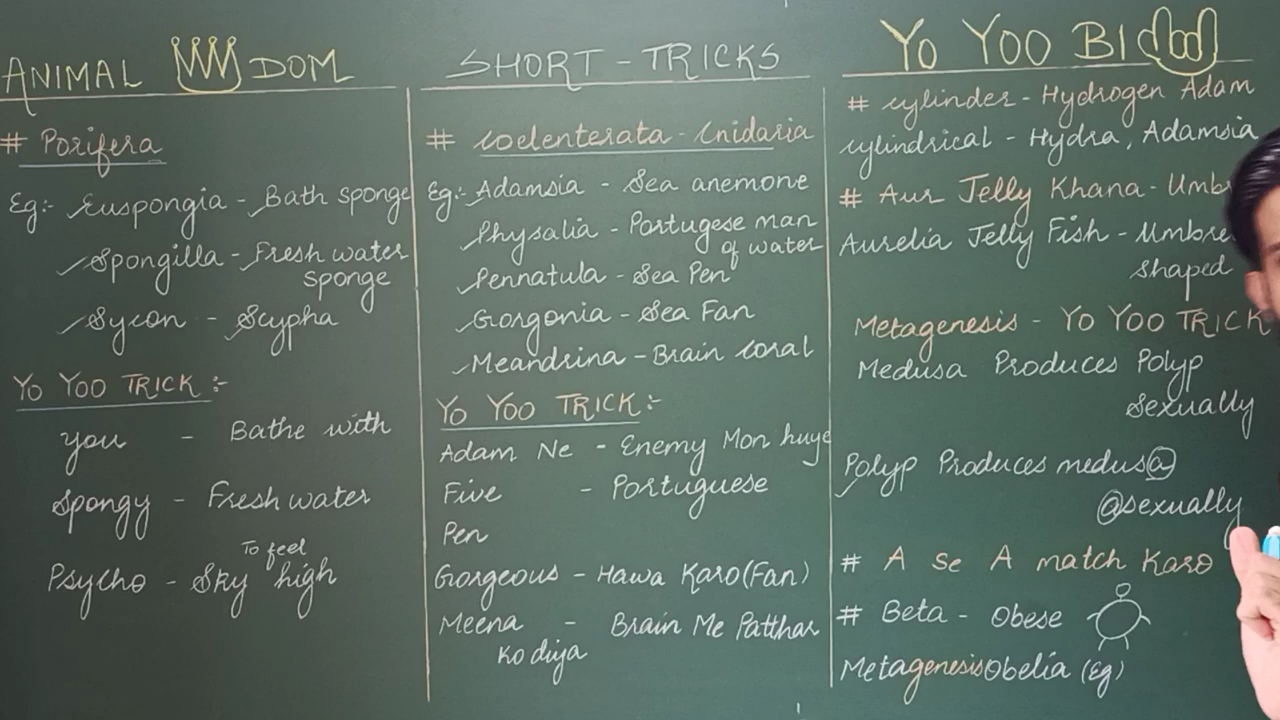 ANIMAL DOM
# Porifera
Eg:- Euspongia - Bath sponge
Spongilla - Fresh water
sponge
Sycon - Scypha
Yo Yoo TRICK :-
you - Bathe with
Spongy - Fresh water
To feel
Psycho - Sky high
SHORT - TRICKS
# Coelenterata - Cnidaria
Eg:- Adamsia - Sea anemone
Physalia - Portugese man
of water
Pennatula - Sea Pen
Gorgonia - Sea Fan
Meandrina - Brain coral
Yo Yoo TRICK :-
Adam Ne - Enemy Mon huye
Five - Portuguese
Pen
Gorgeous - Hawa Karo (Fan)
Meena - Brain Me Patthar
Ko diya
Yo Yoo BIO
# cylinder - Hydrogen Adam
cylindrical - Hydra, Adamsia
# Aur Jelly Khana - Umb
Aurelia Jelly Fish - Umbre
shaped
Metagenesis - Yo Yoo TRICK
Medusa Produces Polyp
sexually
Polyp Produces medusa
asexually
# A se A match Karo
# Beta - Obese
Metagenesis Obelia (Eg)